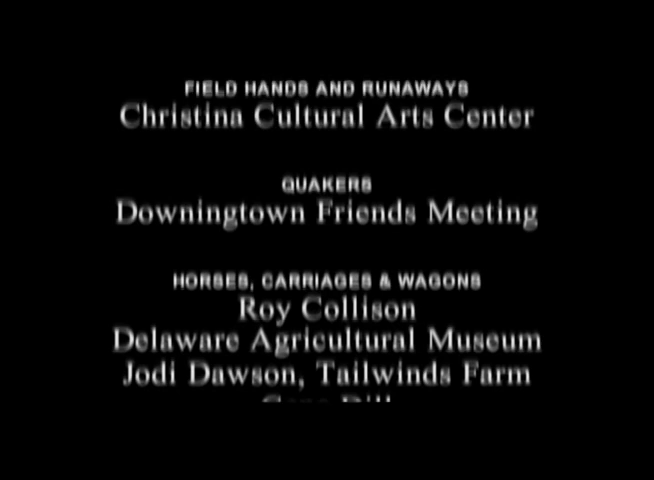 FIELD HANDS AND RUNAWAYS
Christina Cultural Arts Center
QUAKERS
Downingtown Friends Meeting
HORSES, CARRIAGES & WAGONS
Roy Collison
Delaware Agricultural Museum
Jodi Dawson, Tailwinds Farm